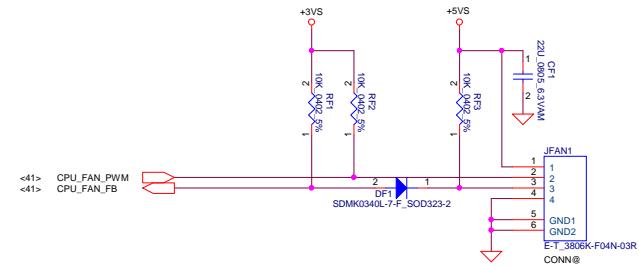 +3VS
+5VS
2
10K_0402_5%
RF1
1
2
10K_0402_5%
RF2
1
2
10K_0402_5%
RF3
1
1
CF1
22U_0805_6.3VAM
2
<41> CPU_FAN_PWM
<41> CPU_FAN_FB
2
1
DF1
SDMK0340L-7-F_SOD323-2
JFAN1
1 1
2 2
3 3
4 4
5 GND1
6 GND2
E-T_3806K-F04N-03R
CONN@